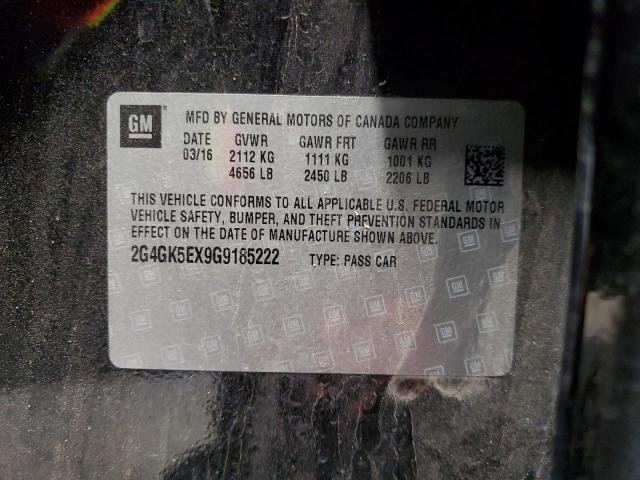 GM
MFD BY GENERAL MOTORS OF CANADA COMPANY
DATE GVWR GAWR FRT GAWR RR
03/16 2112 KG 1111 KG 1001 KG
4656 LB 2450 LB 2206 LB
THIS VEHICLE CONFORMS TO ALL APPLICABLE U.S. FEDERAL MOTOR
VEHICLE SAFETY, BUMPER, AND THEFT PREVENTION STANDARDS IN
EFFECT ON THE DATE OF MANUFACTURE SHOWN ABOVE.
2G4GK5EX9G9185222 TYPE: PASS CAR